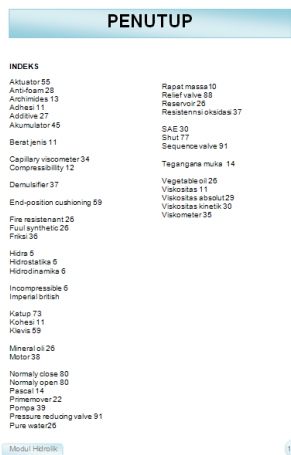 PENUTUP
INDEKS
Aktuator 55
Anti-foam 28
Archimides 13
Adhesi 11
Additive 27
Akumulator 45
Berat jenis 11
Capillary viscometer 34
Compressibillity 12
Demulsifier 37
End-position cushioning 59
Fire resistenant 26
Fuul synthetic 26
Friksi 36
Hidra 5
Hidrostatika 6
Hidrodinamika 6
Incompressible 6
Imperial british
Katup 73
Kohesi 11
Klevis 59
Mineral oli 26
Motor 38
Normaly close 80
Normaly open 80
Pascal 14
Primemover 22
Pompa 39
Pressure reducing valve 91
Pure water26
Rapat massa10
Relief valve 88
Reservoir 26
Resistennsi oksidasi 37
SAE 30
Shut 77
Sequence valve 91
Tegangana muka 14
Vegetable oil 26
Viskositas 11
Viskositas absolut29
Viskositas kinetik 30
Viskometer 35
Modul Hidrolik
1